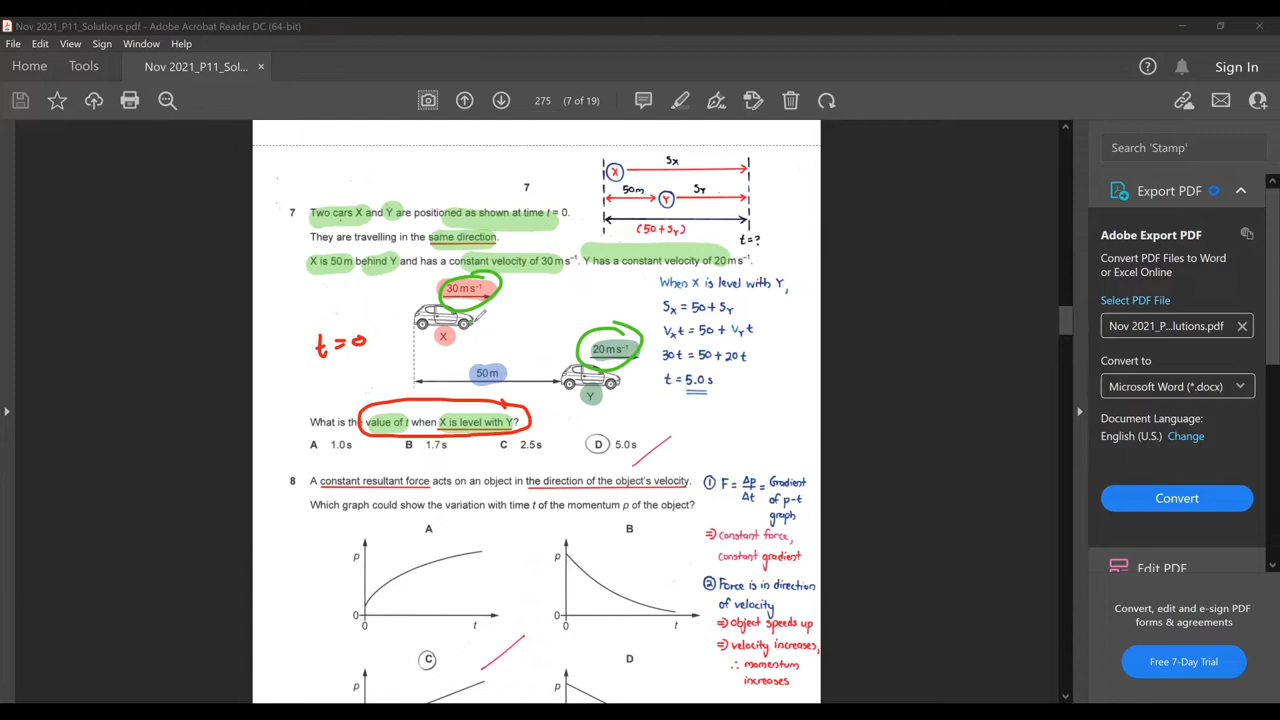 Nov 2021_P11_Solutions.pdf - Adobe Acrobat Reader DC (64-bit)
File Edit View Sign Window Help
Home Tools Nov 2021_P11_Sol... × Sign In
275 (7 of 19)
7
7 Two cars X and Y are positioned as shown at time t = 0.
They are travelling in the same direction.
X is 50 m behind Y and has a constant velocity of 30 m s⁻¹. Y has a constant velocity of 20 m s⁻¹.
X
sX
50m
Y
sY
(50+sY)
t=?
30 m s⁻¹
X
t = 0
20 m s⁻¹
50 m
Y
When X is level with Y,
sX = 50 + sY
vX t = 50 + vY t
30t = 50 + 20t
t = 5.0 s
What is the value of t when X is level with Y?
A 1.0 s B 1.7 s C 2.5 s D 5.0 s
8 A constant resultant force acts on an object in the direction of the object's velocity.
Which graph could show the variation with time t of the momentum p of the object?
A
p
0
0
t
B
p
0
0
t
C
p
D
p
① F = Δp/Δt = Gradient
of p-t
graph
⇒ constant force,
constant gradient
② Force is in direction
of velocity
⇒ object speeds up
⇒ velocity increases,
∴ momentum
increases
Search 'Stamp'
Export PDF
Adobe Export PDF
Convert PDF Files to Word
or Excel Online
Select PDF File
Nov 2021_P...lutions.pdf ×
Convert to
Microsoft Word (*.docx)
Document Language:
English (U.S.) Change
Convert
Edit PDF
Convert, edit and e-sign PDF
forms & agreements
Free 7-Day Trial